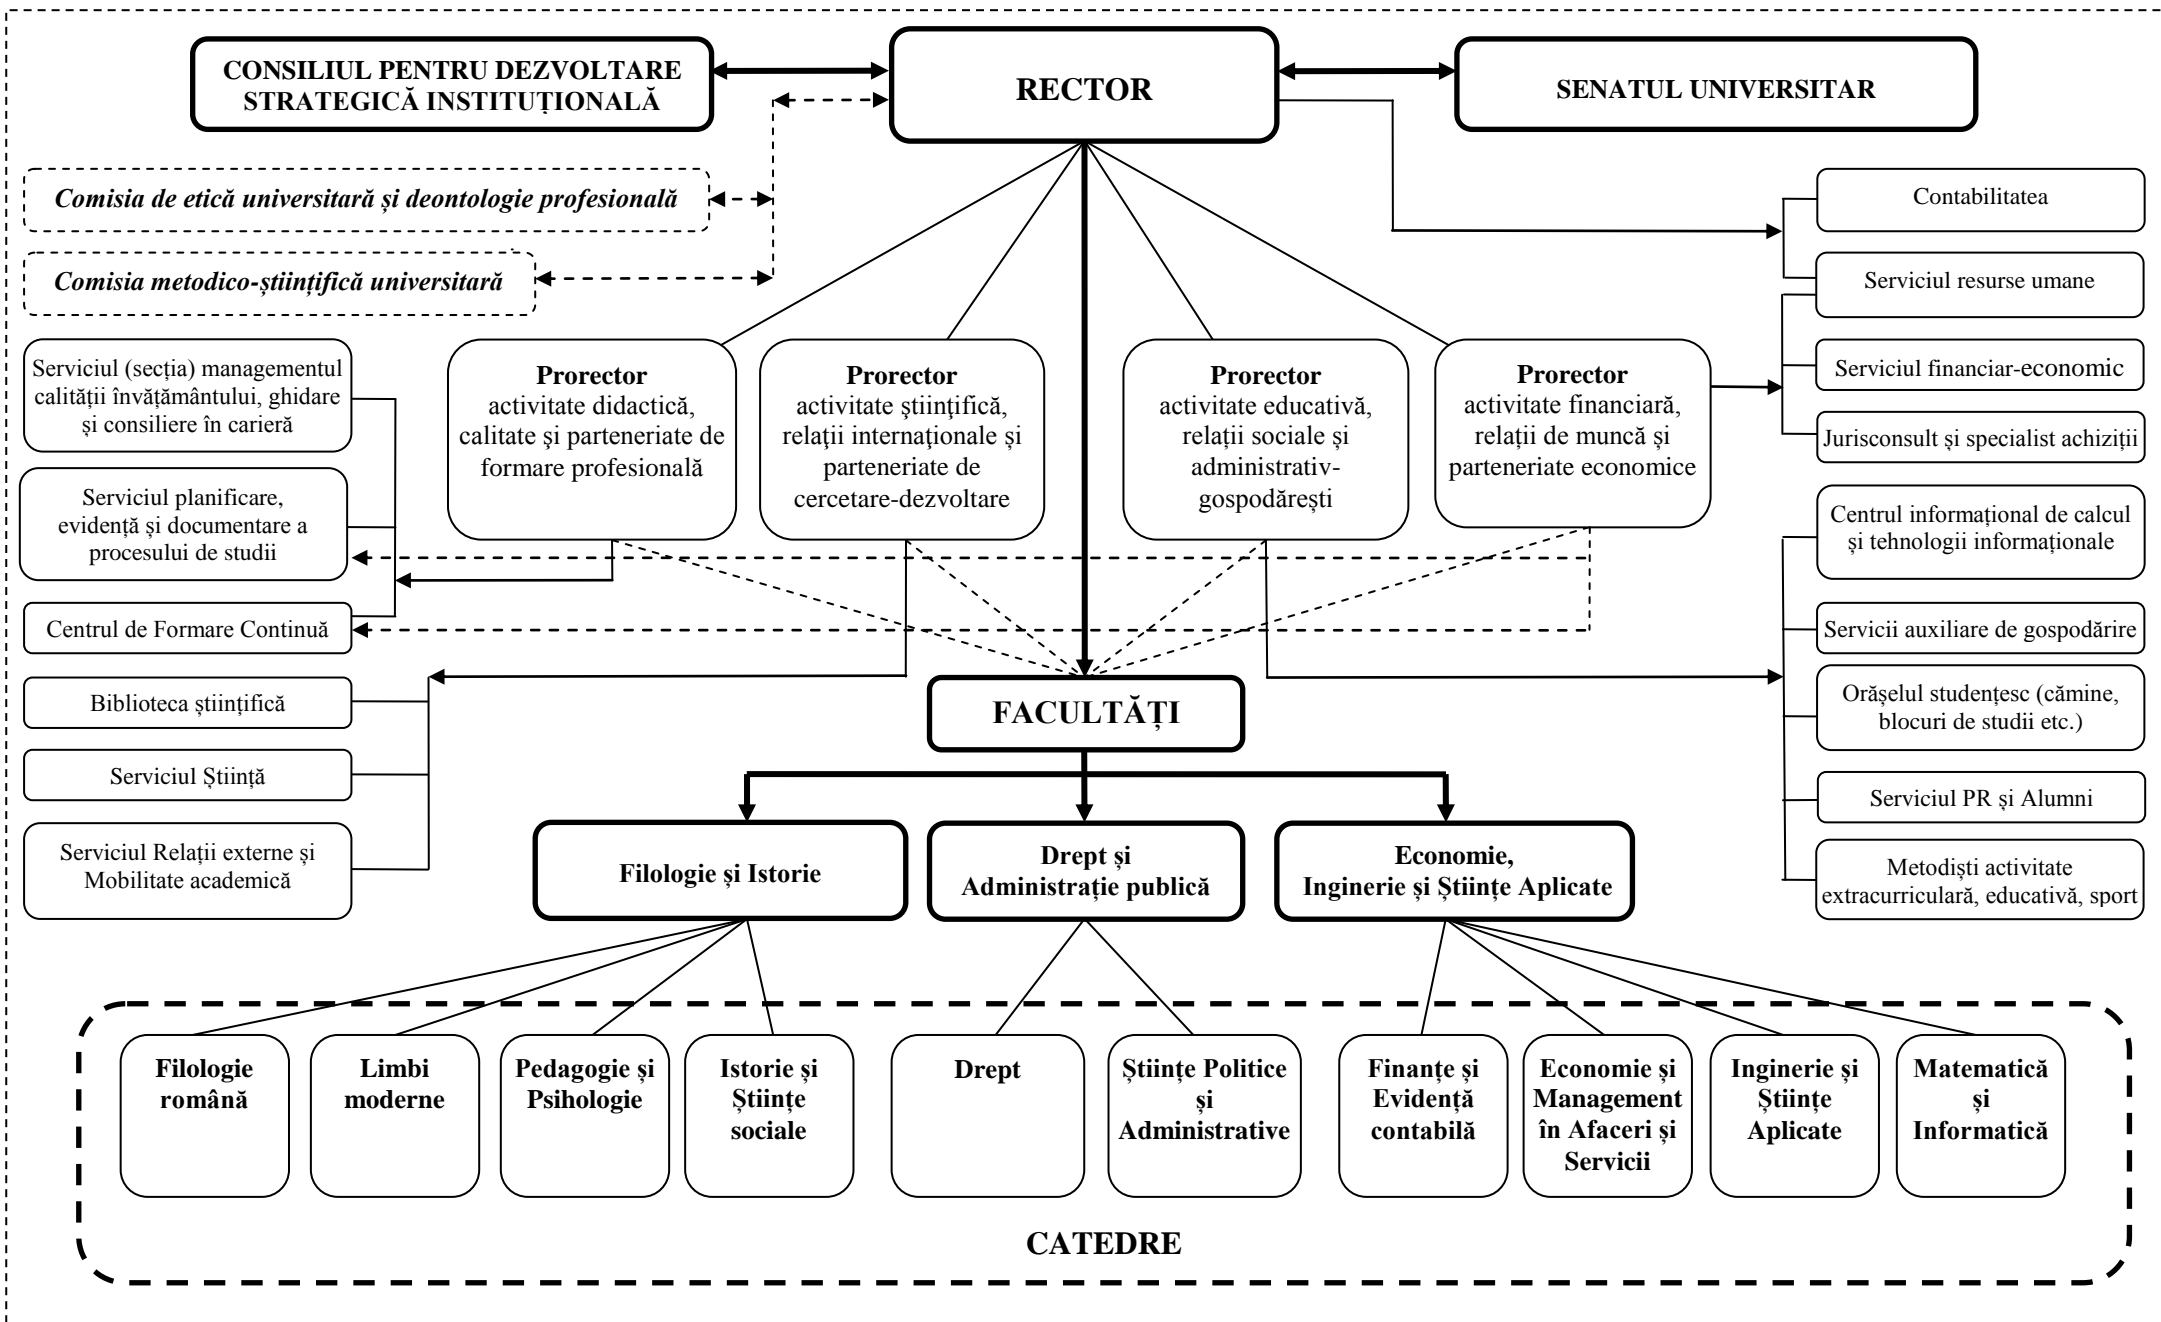 CONSILIUL PENTRU DEZVOLTARE
STRATEGICĂ INSTITUȚIONALĂ
RECTOR
SENATUL UNIVERSITAR
Comisia de etică universitară și deontologie profesională
Comisia metodico-științifică universitară
Contabilitatea
Serviciul resurse umane
Serviciul financiar-economic
Jurisconsult și specialist achiziții
Serviciul (secția) managementul
calității învățământului, ghidare
și consiliere în carieră
Serviciul planificare,
evidență și documentare a
procesului de studii
Centrul de Formare Continuă
Biblioteca științifică
Serviciul Știință
Serviciul Relații externe și
Mobilitate academică
Prorector
activitate didactică,
calitate şi parteneriate de
formare profesională
Prorector
activitate ştiinţifică,
relaţii internaţionale și
parteneriate de
cercetare-dezvoltare
Prorector
activitate educativă,
relații sociale și
administrativ-
gospodărești
Prorector
activitate financiară,
relații de muncă și
parteneriate economice
Centrul informațional de calcul
și tehnologii informaționale
Servicii auxiliare de gospodărire
Orășelul studențesc (cămine,
blocuri de studii etc.)
Serviciul PR și Alumni
Metodiști activitate
extracurriculară, educativă, sport
FACULTĂȚI
Filologie și Istorie
Drept și
Administrație publică
Economie,
Inginerie și Științe Aplicate
Filologie
română
Limbi
moderne
Pedagogie și
Psihologie
Istorie și
Științe
sociale
Drept
Științe Politice
și
Administrative
Finanțe și
Evidență
contabilă
Economie și
Management
în Afaceri și
Servicii
Inginerie și
Științe
Aplicate
Matematică
și
Informatică
CATEDRE